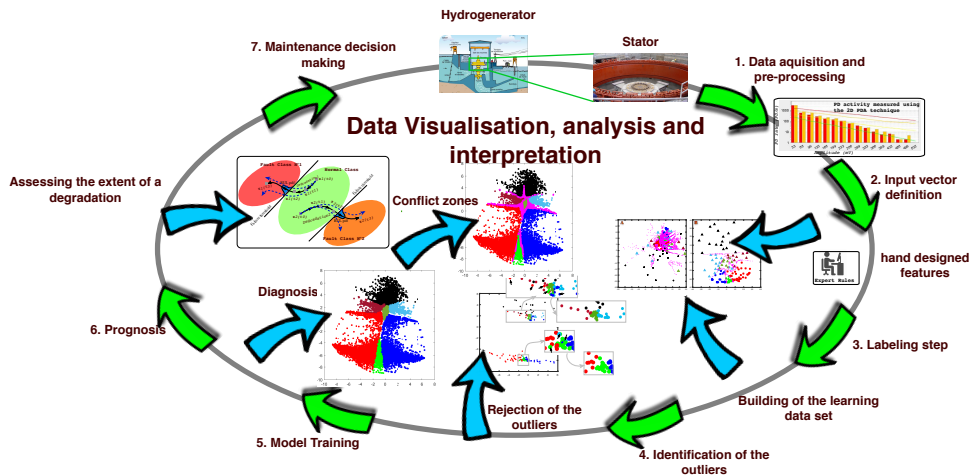 Hydrogenerator
Stator
7. Maintenance decision
making
1. Data aquisition and
pre-processing
PD activity measured using
the 2D PDA technique
Data Visualisation, analysis and
interpretation
Assessing the extent of a
degradation
Fault Class N°1
Normal Class
Fault Class N°2
Conflict zones
2. Input vector
definition
hand designed
features
Expert Rules
Diagnosis
6. Prognosis
3. Labeling step
Building of the learning
data set
Rejection of the
outliers
5. Model Training
4. Identification of the
outliers